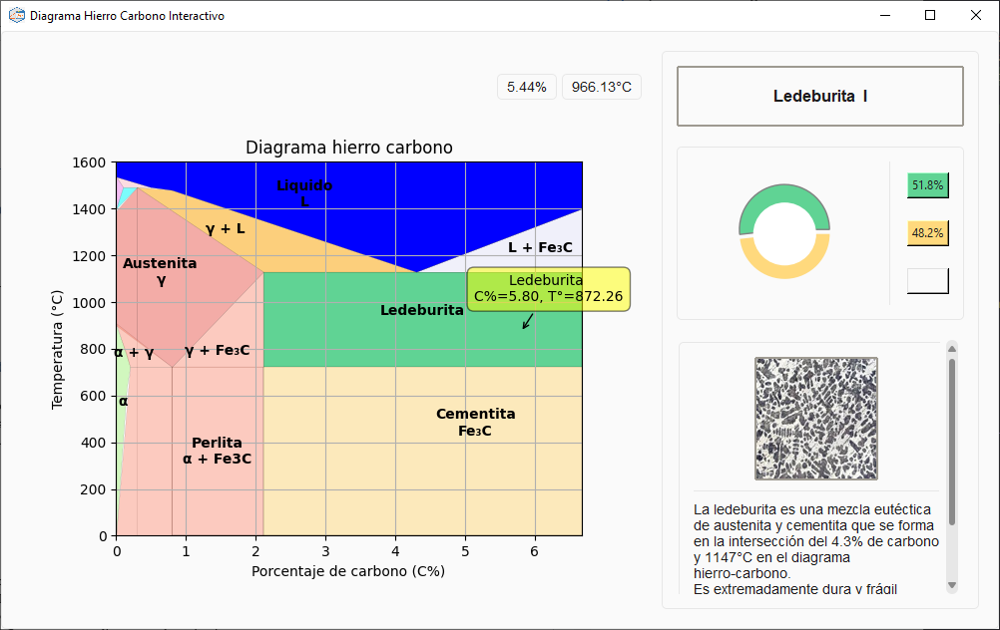 Diagrama Hierro Carbono Interactivo
5.44%
966.13°C
Diagrama hierro carbono
Temperatura (°C)
1600
1400
1200
1000
800
600
400
200
0
Liquido
L
γ + L
L + Fe₃C
Austenita
γ
Ledeburita
C%=5.80, T°=872.26
Ledeburita
α + γ
γ + Fe₃C
α
Cementita
Fe₃C
Perlita
α + Fe3C
0 1 2 3 4 5 6
Porcentaje de carbono (C%)
Ledeburita I
51.8%
48.2%
La ledeburita es una mezcla eutéctica
de austenita y cementita que se forma
en la intersección del 4.3% de carbono
y 1147°C en el diagrama
hierro-carbono.
Es extremadamente dura y frágil